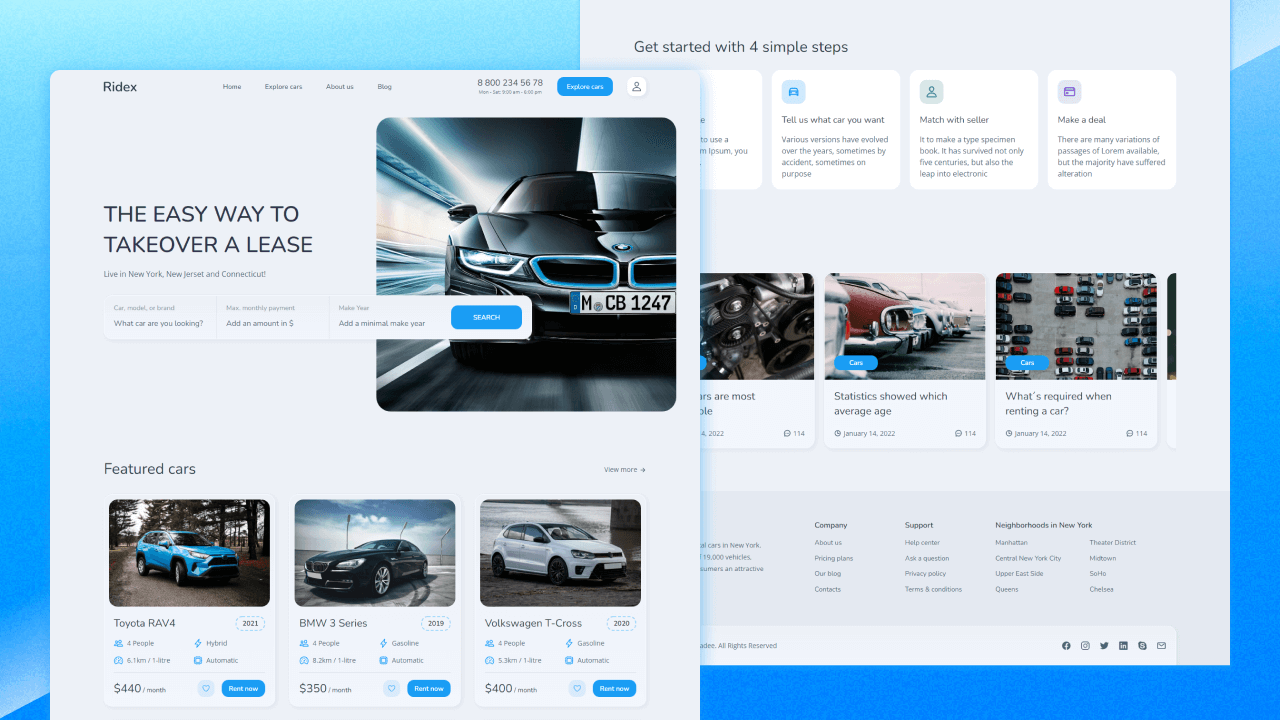 Ridex
Home
Explore cars
About us
Blog
8 800 234 56 78
Mon - Sat: 9:00 am - 6:00 pm
Explore cars
THE EASY WAY TO
TAKEOVER A LEASE
Live in New York, New Jerset and Connecticut!
Car, model, or brand
What car are you looking?
Max. monthly payment
Add an amount in $
Make Year
Add a minimal make year
SEARCH
M CB 1247
Featured cars
View more →
Toyota RAV4
2021
4 People
Hybrid
6.1km / 1-litre
Automatic
$440 / month
Rent now
BMW 3 Series
2019
4 People
Gasoline
8.2km / 1-litre
Automatic
$350 / month
Rent now
Volkswagen T-Cross
2020
4 People
Gasoline
5.3km / 1-litre
Automatic
$400 / month
Rent now
Get started with 4 simple steps
to use a
m Ipsum, you
Tell us what car you want
Various versions have evolved
over the years, sometimes by
accident, sometimes on
purpose
Match with seller
It to make a type specimen
book. It has survived not only
five centuries, but also the
leap into electronic
Make a deal
There are many variations of
passages of Lorem available,
but the majority have suffered
alteration
ars are most
4, 2022
114
Cars
Statistics showed which
average age
January 14, 2022
114
Cars
What´s required when
renting a car?
January 14, 2022
114
al cars in New York.
19,000 vehicles,
sumers an attractive
Company
About us
Pricing plans
Our blog
Contacts
Support
Help center
Ask a question
Privacy policy
Terms & conditions
Neighborhoods in New York
Manhattan
Central New York City
Upper East Side
Queens
Theater District
Midtown
SoHo
Chelsea
adee. All Rights Reserved